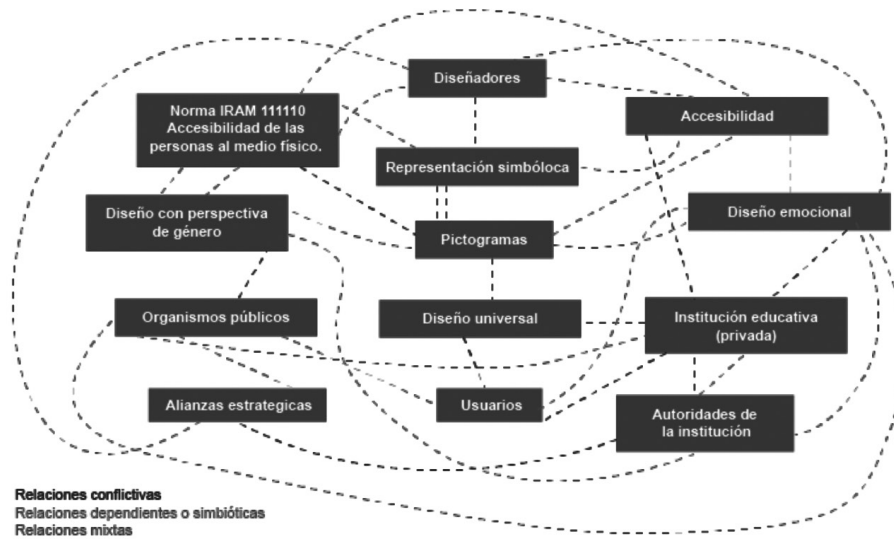 Diseñadores
Norma IRAM 111110
Accesibilidad de las
personas al medio físico.
Accesibilidad
Representación simbóloca
Diseño con perspectiva
de género
Diseño emocional
Pictogramas
Organismos públicos
Diseño universal
Institución educativa
(privada)
Alianzas estrategicas
Usuarios
Autoridades de
la institución
Relaciones conflictivas
Relaciones dependientes o simbióticas
Relaciones mixtas